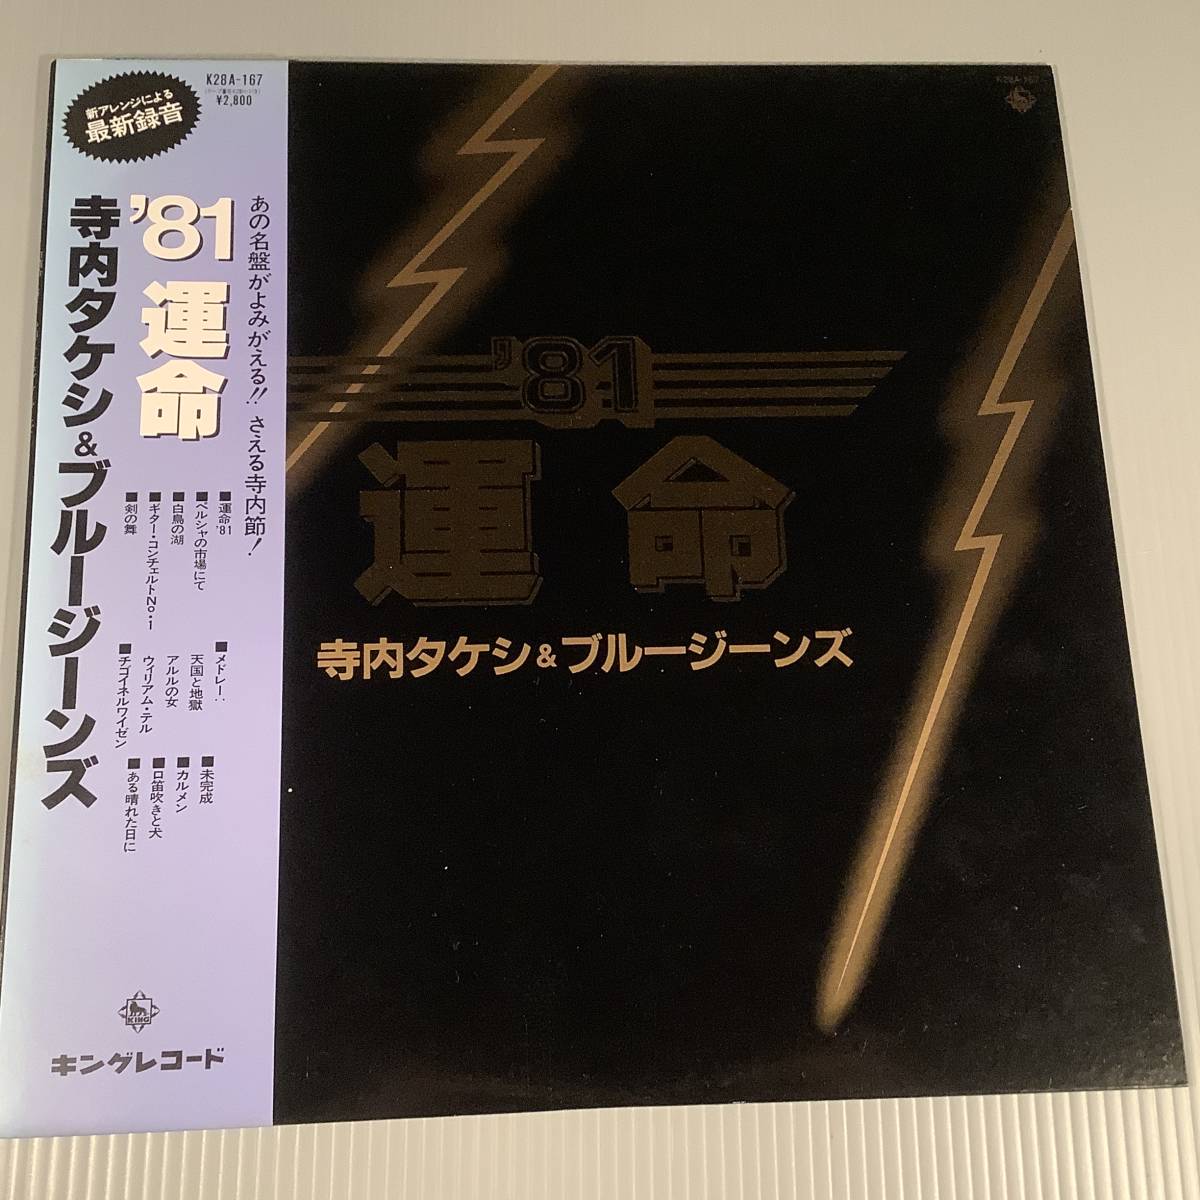 新アレンジによる
最新録音
K28A-167
¥2,800
あの名盤がよみがえる!! さえる寺内節!
'81 運命
寺内タケシ&ブルージーンズ
■運命'81
■ペルシャの市場にて
■白鳥の湖
■ギター・コンチェルトNo.1
■剣の舞
■メドレー:
天国と地獄
アルルの女
ウィリアム・テル
■チゴイネルワイゼン
■未完成
■カルメン
■口笛吹きと犬
■ある晴れた日に
KING
キングレコード
K28A-167
'81
運命
寺内タケシ&ブルージーンズ